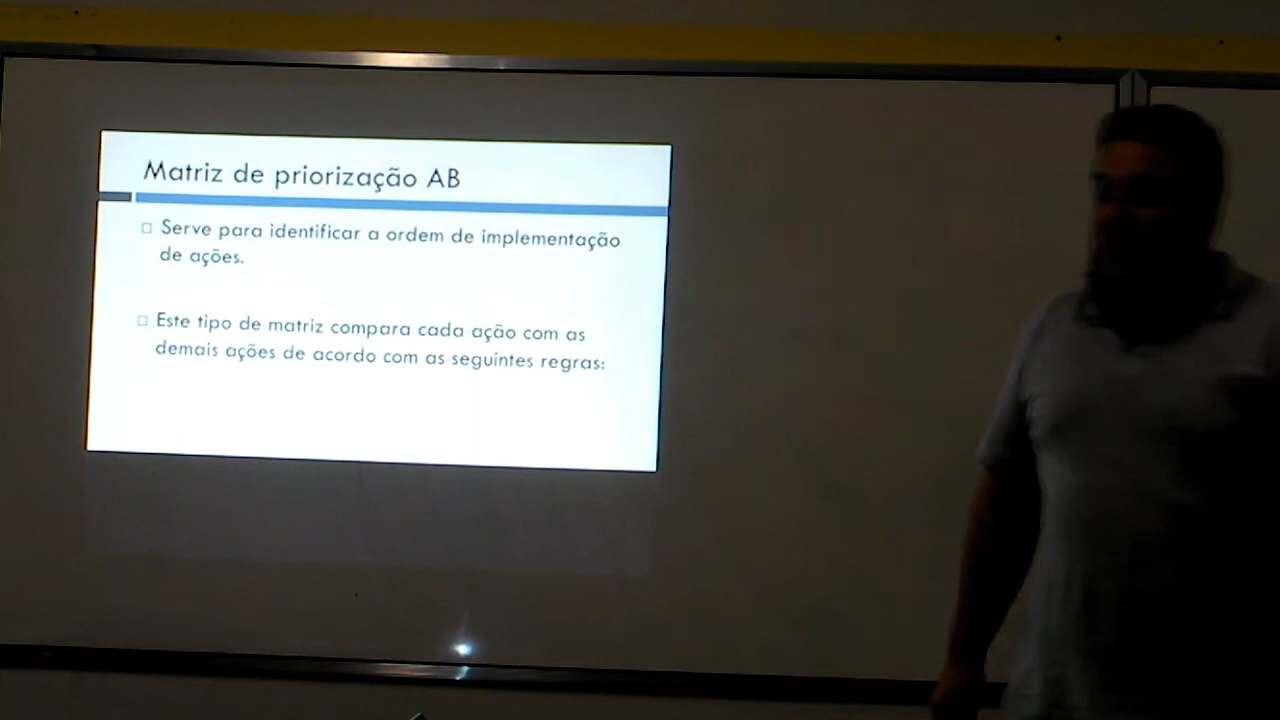 Matriz de priorização AB
Serve para identificar a ordem de implementação
de ações.
Este tipo de matriz compara cada ação com as
demais ações de acordo com as seguintes regras: